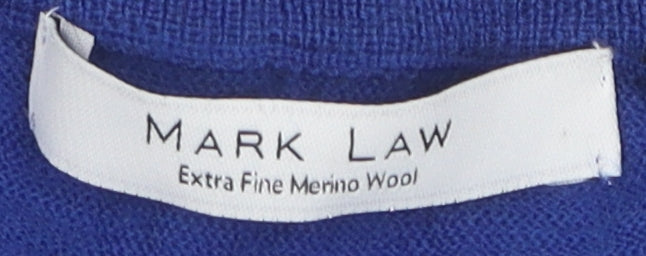 MARK LAW
Extra Fine Merino Wool